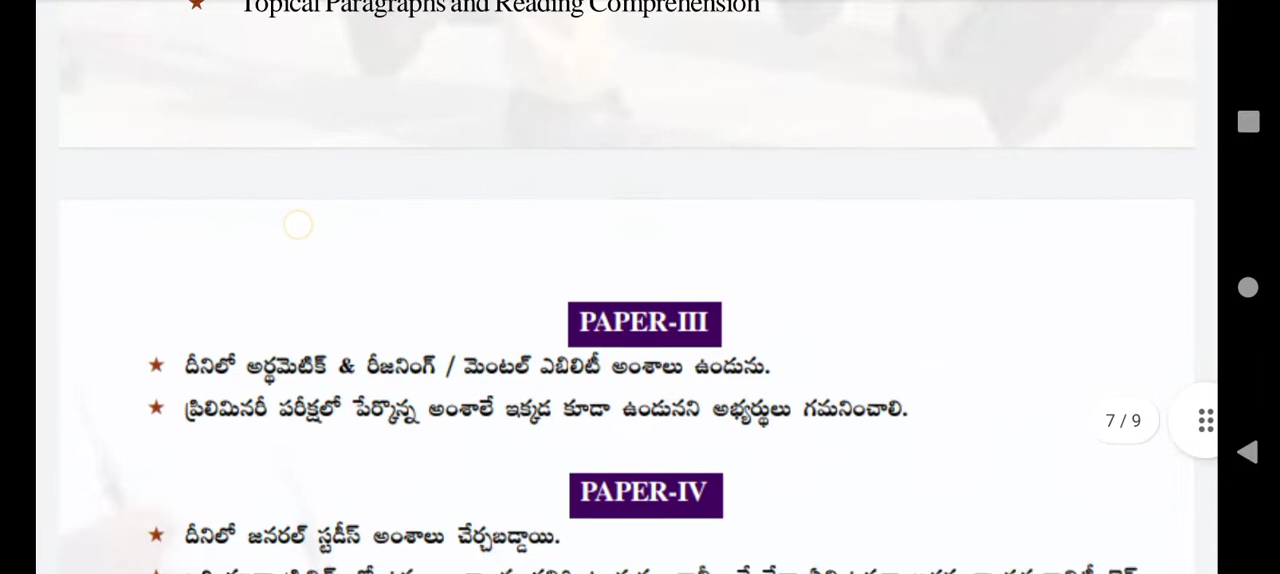 ★ Topical Paragraphs and Reading Comprehension
PAPER-III
★ దీనిలో అర్థమెటిక్ & రీజనింగ్ / మెంటల్ ఎబిలిటీ అంశాలు ఉండును.
★ ప్రిలిమినరీ పరీక్షలో పేర్కొన్న అంశాలే ఇక్కడ కూడా ఉండునని అభ్యర్థులు గమనించాలి.
7 / 9
PAPER-IV
★ దీనిలో జనరల్ స్టడీస్ అంశాలు చేర్చబడ్డాయి.